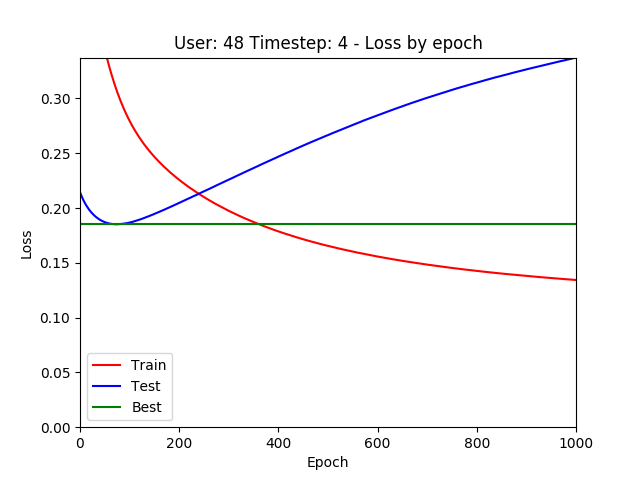 User: 48 Timestep: 4 - Loss by epoch
Loss
0.30
0.25
0.20
0.15
0.10
0.05
0.00
Train
Test
Best
0 200 400 600 800 1000
Epoch